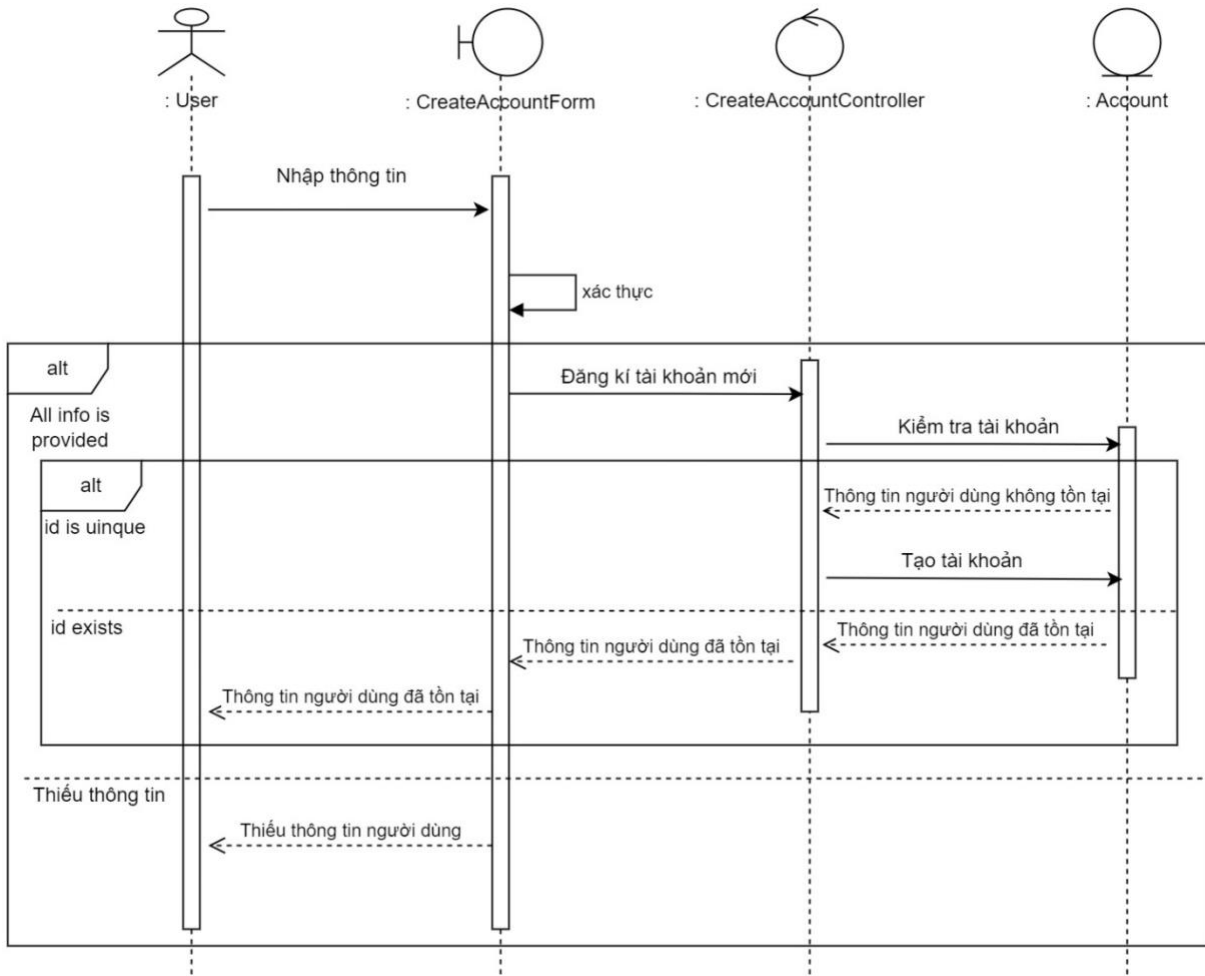 : User
: CreateAccountForm
: CreateAccountController
: Account
Nhập thông tin
xác thực
alt
Đăng kí tài khoản mới
All info is
provided
Kiểm tra tài khoản
alt
Thông tin người dùng không tồn tại
id is uinque
Tạo tài khoản
id exists
Thông tin người dùng đã tồn tại
Thông tin người dùng đã tồn tại
Thông tin người dùng đã tồn tại
Thiếu thông tin
Thiếu thông tin người dùng